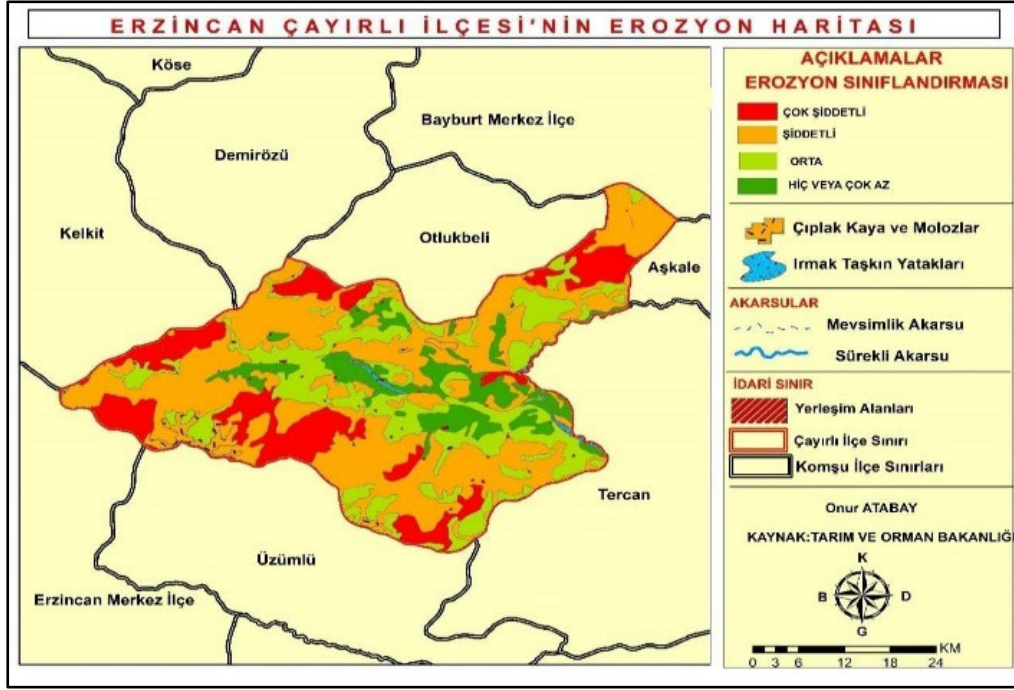 ERZİNCAN ÇAYIRLI İLÇESİ'NİN EROZYON HARİTASI
Köse
Bayburt Merkez İlçe
Demirözü
Kelkit
Otlukbeli
Aşkale
Tercan
Üzümlü
Erzincan Merkez İlçe
AÇIKLAMALAR
EROZYON SINIFLANDIRMASI
ÇOK ŞİDDETLİ
ŞİDDETLİ
ORTA
HİÇ VEYA ÇOK AZ
Çıplak Kaya ve Molozlar
Irmak Taşkın Yatakları
AKARSULAR
Mevsimlik Akarsu
Sürekli Akarsu
İDARİ SINIR
Yerleşim Alanları
Çayırlı İlçe Sınırı
Komşu İlçe Sınırları
Onur ATABAY
KAYNAK:TARIM VE ORMAN BAKANLIĞI
K
B D
G
KM
0 3 6 12 18 24